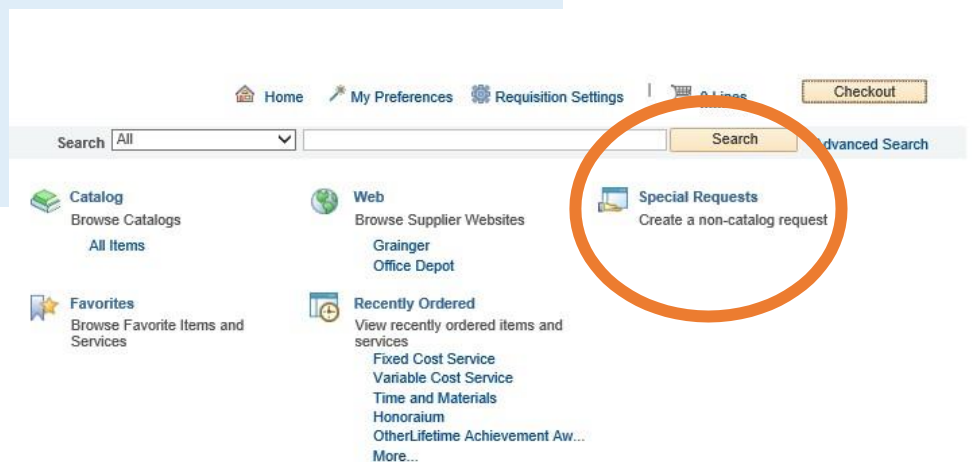 Home My Preferences Requisition Settings Lines Checkout
Search All Search Advanced Search
Catalog
Browse Catalogs
All Items
Web
Browse Supplier Websites
Grainger
Office Depot
Special Requests
Create a non-catalog request
Favorites
Browse Favorite Items and
Services
Recently Ordered
View recently ordered items and
services
Fixed Cost Service
Variable Cost Service
Time and Materials
Honoraium
OtherLifetime Achievement Aw...
More...